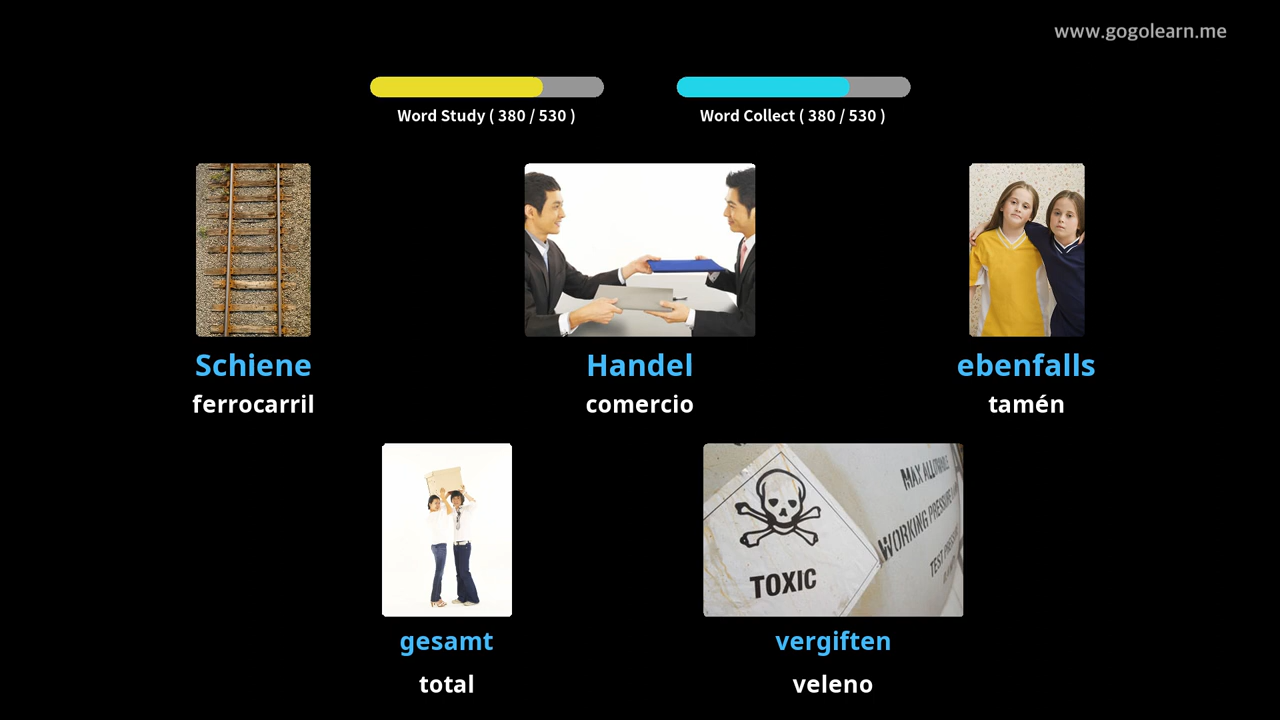 www.gogolearn.me
Word Study ( 380 / 530 )
Word Collect ( 380 / 530 )
Schiene
ferrocarril
Handel
comercio
ebenfalls
tamén
gesamt
total
TOXIC
MAX ALLOWABLE
WORKING PRESSURE
TEST
vergiften
veleno